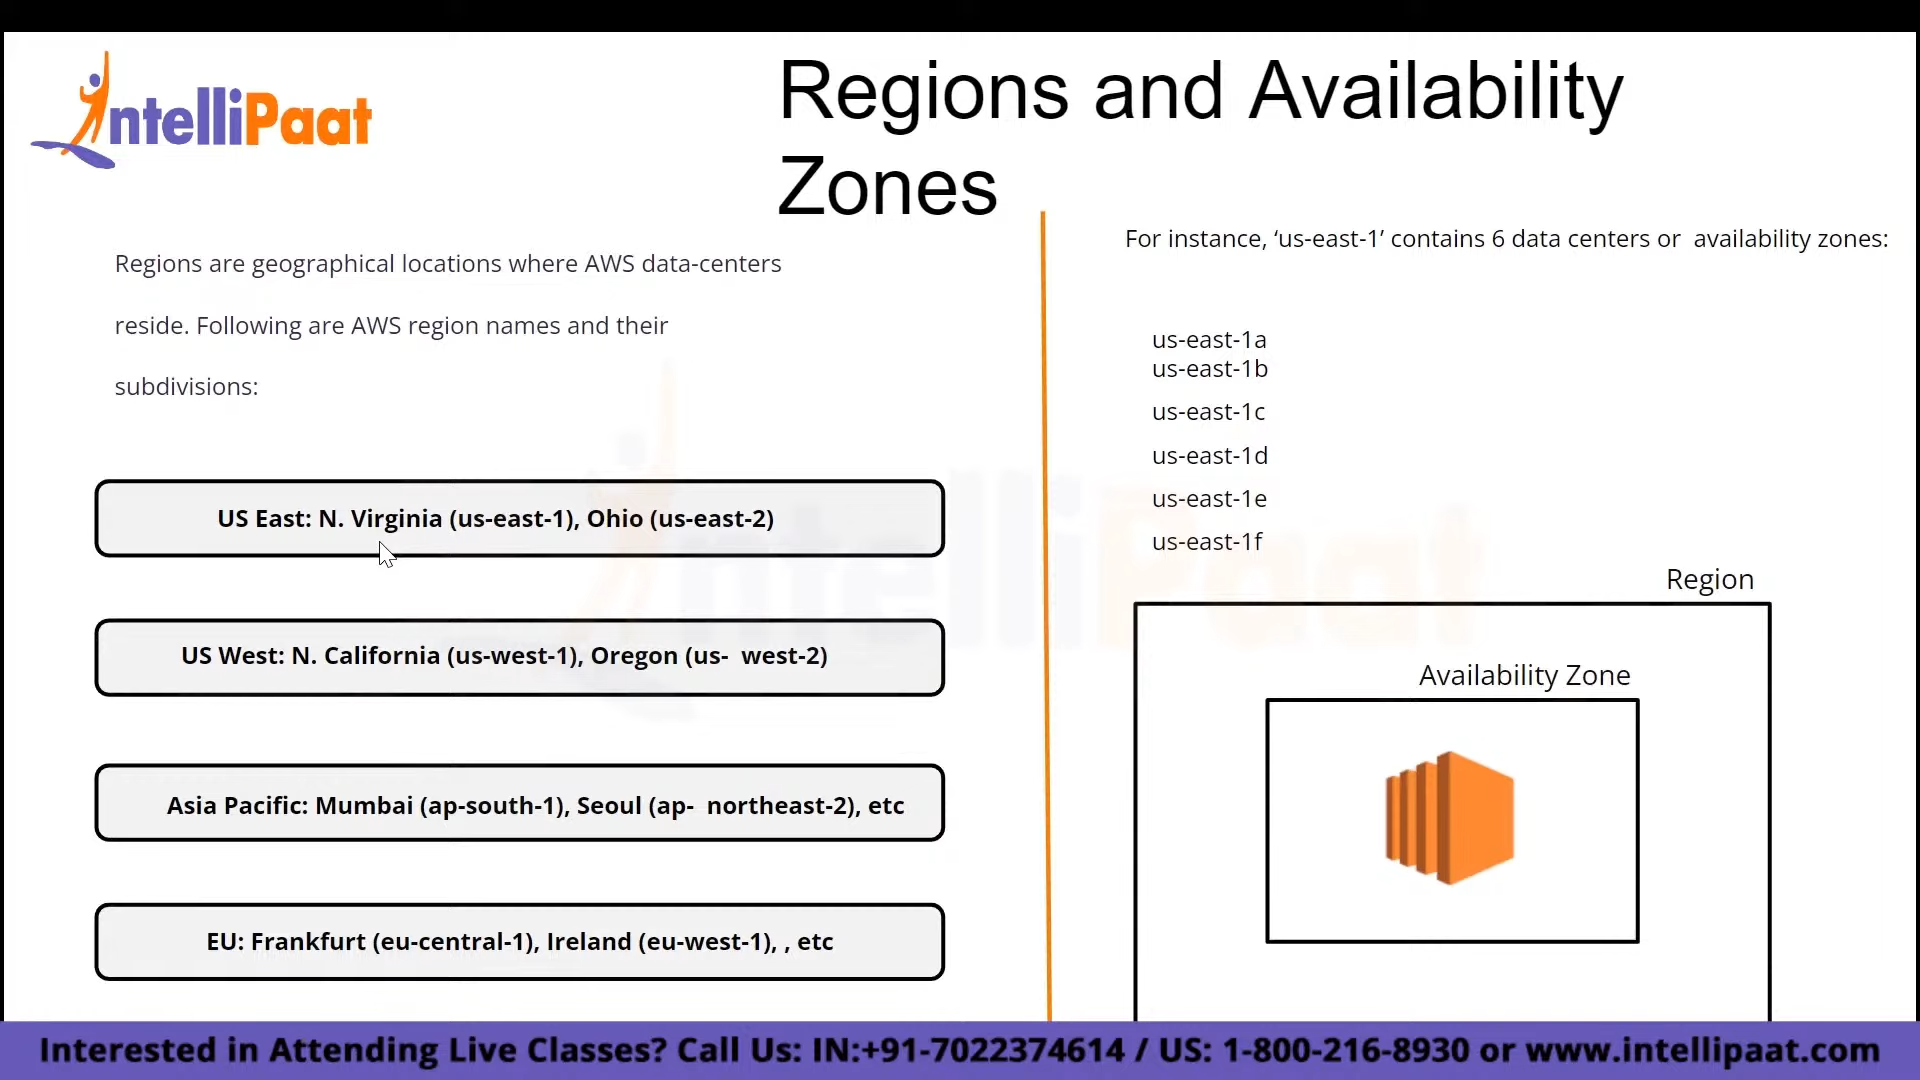 IntelliPaat
Regions and Availability
Zones
Regions are geographical locations where AWS data-centers
reside. Following are AWS region names and their
subdivisions:
US East: N. Virginia (us-east-1), Ohio (us-east-2)
US West: N. California (us-west-1), Oregon (us-  west-2)
Asia Pacific: Mumbai (ap-south-1), Seoul (ap-  northeast-2), etc
EU: Frankfurt (eu-central-1), Ireland (eu-west-1), , etc
For instance, ‘us-east-1’ contains 6 data centers or  availability zones:
us-east-1a
us-east-1b
us-east-1c
us-east-1d
us-east-1e
us-east-1f
Region
Availability Zone
IntelliPaat
Interested in Attending Live Classes? Call Us: IN:+91-7022374614 / US: 1-800-216-8930 or www.intellipaat.com